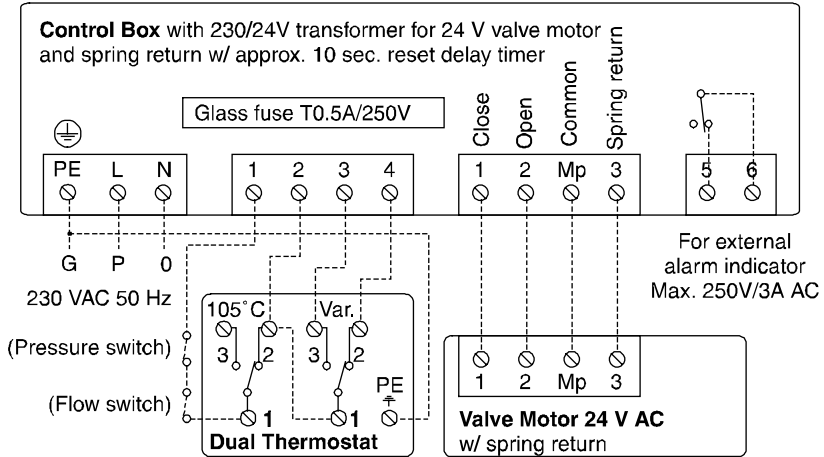 Control Box with 230/24V transformer for 24 V valve motor
and spring return w/ approx. 10 sec. reset delay timer
Glass fuse T0.5A/250V
Close
Open
Common
Spring return
PE L N
1 2 3 4
1 2 Mp 3
5 6
G P 0
230 VAC 50 Hz
For external
alarm indicator
Max. 250V/3A AC
105°C Var.
3 2 3 2
(Pressure switch)
(Flow switch)
PE
1 1
Dual Thermostat
1 2 Mp 3
Valve Motor 24 V AC
w/ spring return